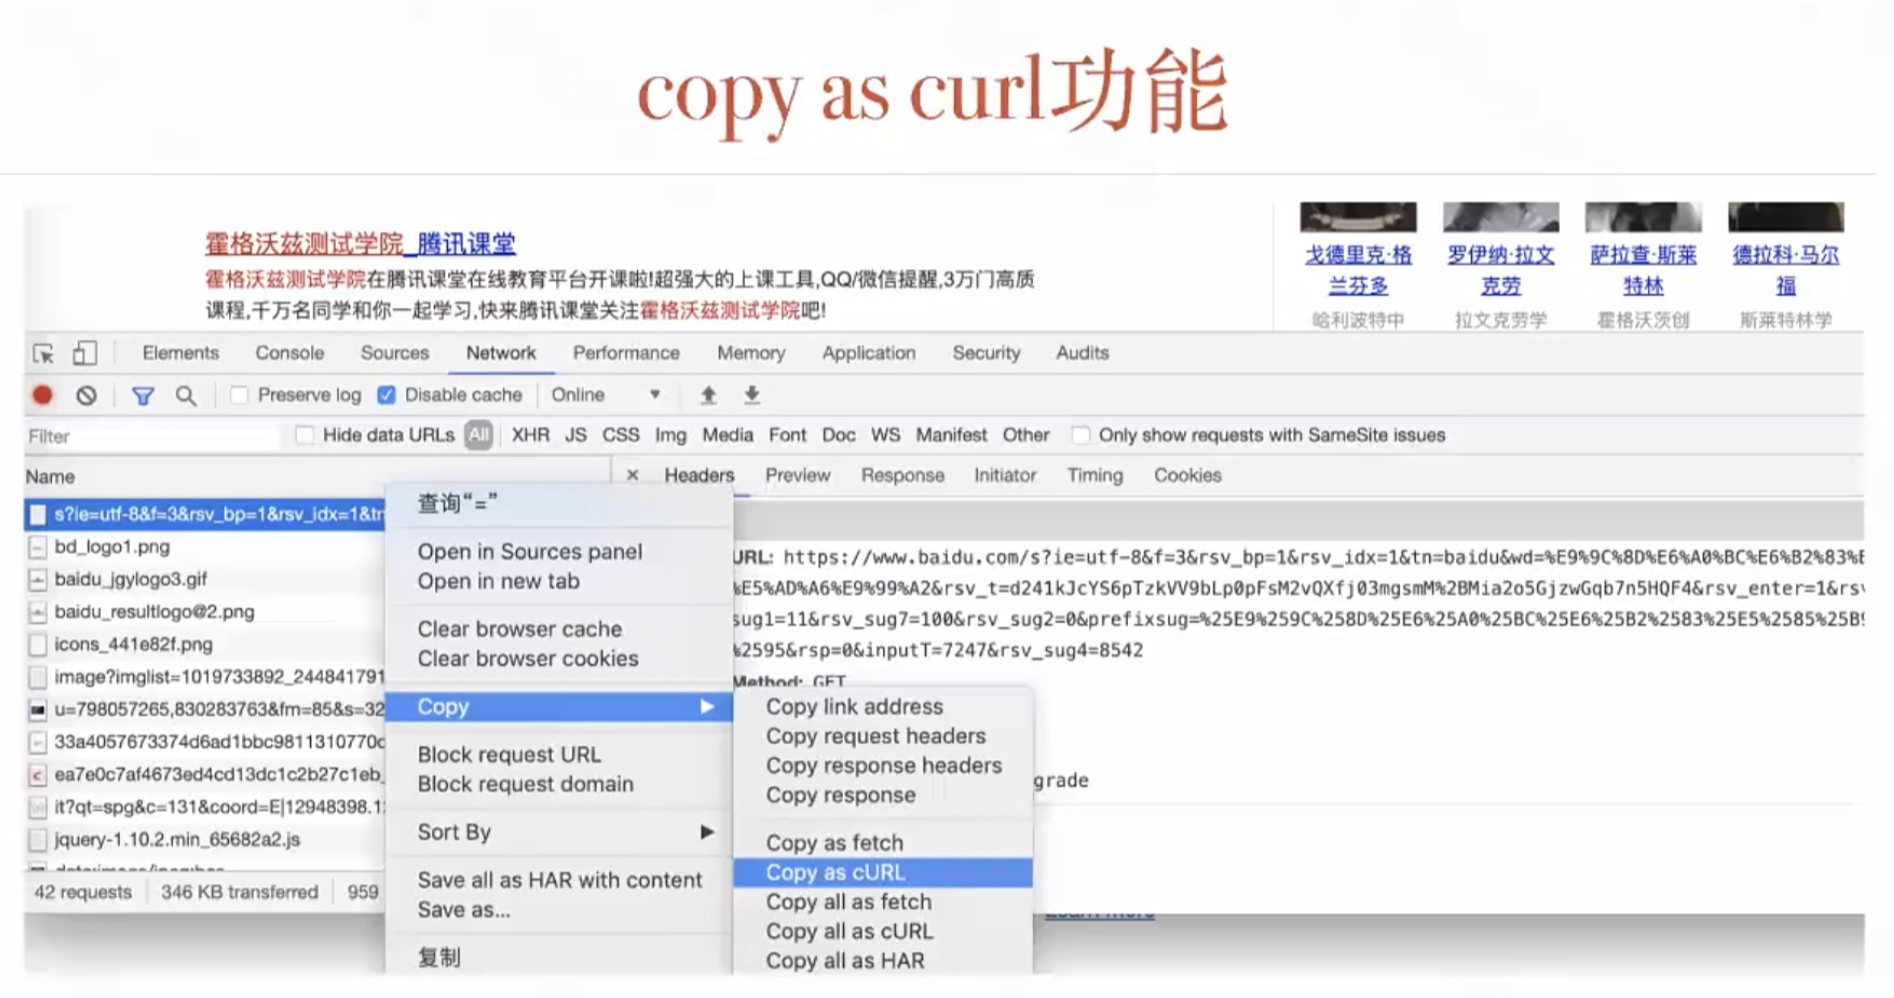 copy as curl功能
霍格沃兹测试学院_腾讯课堂
霍格沃兹测试学院在腾讯课堂在线教育平台开课啦!超强大的上课工具,QQ/微信提醒,3万门高质
课程,千万名同学和你一起学习,快来腾讯课堂关注霍格沃兹测试学院吧!
戈德里克·格
兰芬多
哈利波特中
罗伊纳·拉文
克劳
拉文克劳学
萨拉查·斯莱
特林
霍格沃茨创
德拉科·马尔
福
斯莱特林学
Elements Console Sources Network Performance Memory Application Security Audits
Preserve log Disable cache Online
Filter Hide data URLs All XHR JS CSS Img Media Font Doc WS Manifest Other Only show requests with SameSite issues
Name
Headers Preview Response Initiator Timing Cookies
s?ie=utf-8&f=3&rsv_bp=1&rsv_idx=1&tn
bd_logo1.png
baidu_jgylogo3.gif
baidu_resultlogo@2.png
icons_441e82f.png
image?imglist=1019733892_244841791
u=798057265,830283763&fm=85&s=32
33a4057673374d6ad1bbc9811310770c
ea7e0c7af4673ed4cd13dc1c2b27c1eb_
it?qt=spg&c=131&coord=E|12948398.1
jquery-1.10.2.min_65682a2.js
42 requests 346 KB transferred 959
查询“=”
Open in Sources panel
Open in new tab
Clear browser cache
Clear browser cookies
Copy
Block request URL
Block request domain
Sort By
Save all as HAR with content
Save as...
复制
URL: https://www.baidu.com/s?ie=utf-8&f=3&rsv_bp=1&rsv_idx=1&tn=baidu&wd=%E9%9C%8D%E6%A0%BC%E6%B2%83%E
%E5%AD%A6%E9%99%A2&rsv_t=d241kJcYS6pTzkVV9bLp0pFsM2vQXfj03mgsmM%2BMia2o5GjzwGqb7n5HQF4&rsv_enter=1&rsv
sug1=11&rsv_sug7=100&rsv_sug2=0&prefixsug=%25E9%259C%258D%25E6%25A0%25BC%25E6%25B2%2583%25E5%2585%25B9
%2595&rsp=0&inputT=7247&rsv_sug4=8542
Method: GET
grade
Copy link address
Copy request headers
Copy response headers
Copy response
Copy as fetch
Copy as cURL
Copy all as fetch
Copy all as cURL
Copy all as HAR